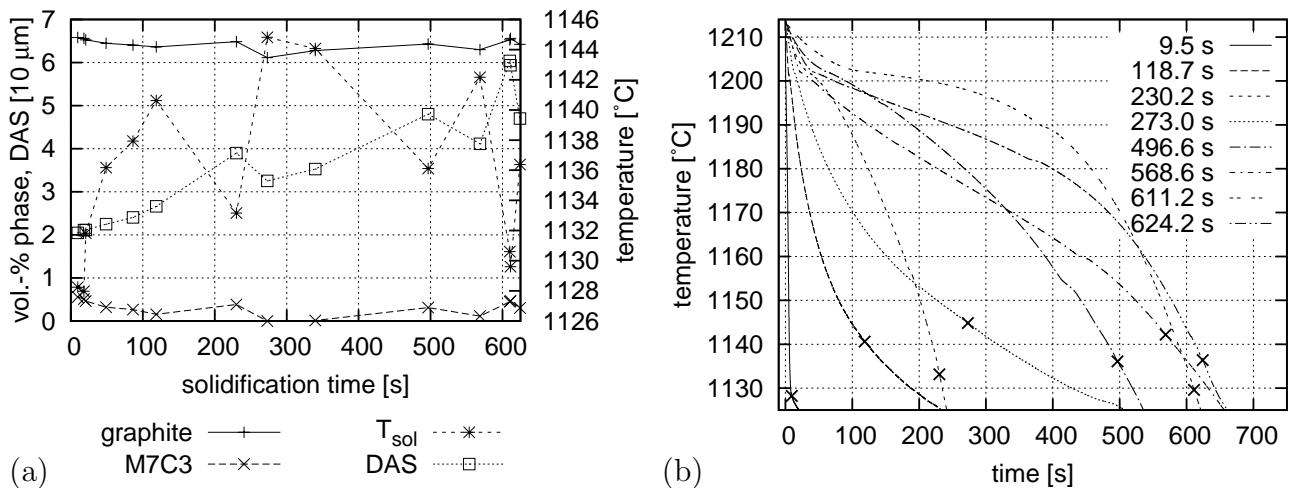 7
6
5
4
3
2
1
0
vol.-% phase, DAS [10 µm]
1146
1144
1142
1140
1138
1136
1133
1132
1130
1128
1126
temperature [˚C]
0 100 200 300 400 500 600
solidification time [s]
graphite
M7C3
T_sol
DAS
(a)
(b)
1210
1200
1190
1180
1170
1160
1150
1140
1130
temperature [˚C]
9.5 s
118.7 s
230.2 s
273.0 s
496.6 s
568.6 s
611.2 s
624.2 s
0 100 200 300 400 500 600 700
time [s]